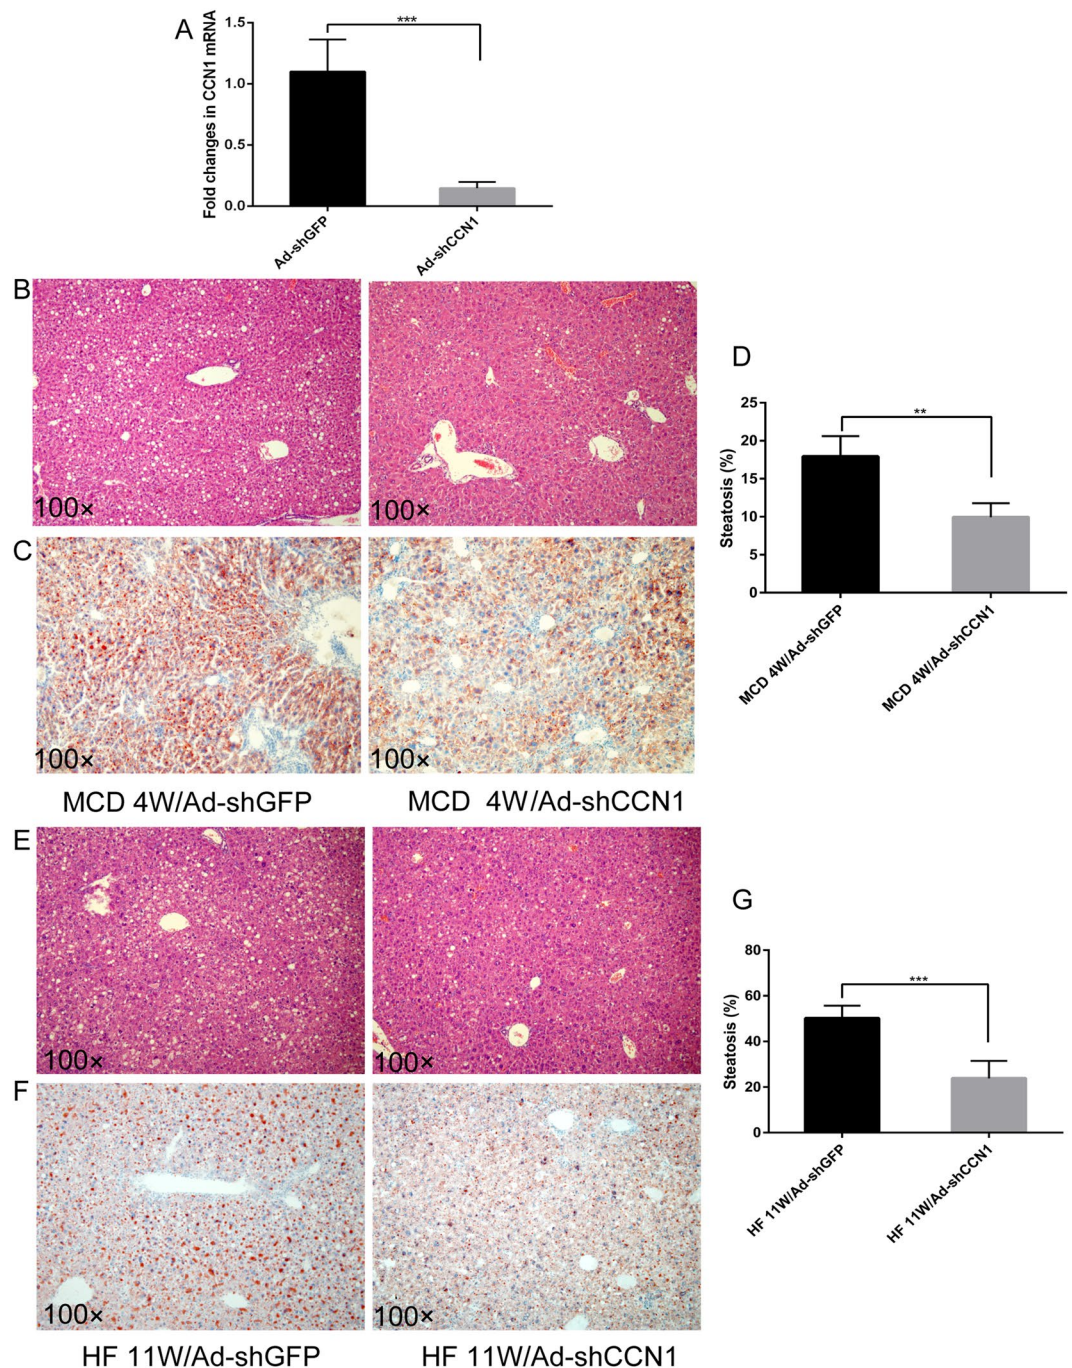 A
Fold changes in CCN1 mRNA
1.5
1.0
0.5
0.0
***
Ad-shGFP
Ad-shCCN1
B
100×
C
100×
100×
MCD 4W/Ad-shGFP
MCD 4W/Ad-shCCN1
D
Steatosis (%)
25
20
15
10
5
0
**
MCD 4W/Ad-shGFP
MCD 4W/Ad-shCCN1
100×
E
100×
100×
F
100×
100×
HF 11W/Ad-shGFP
HF 11W/Ad-shCCN1
G
Steatosis (%)
80
60
40
20
0
***
HF 11W/Ad-shGFP
HF 11W/Ad-shCCN1